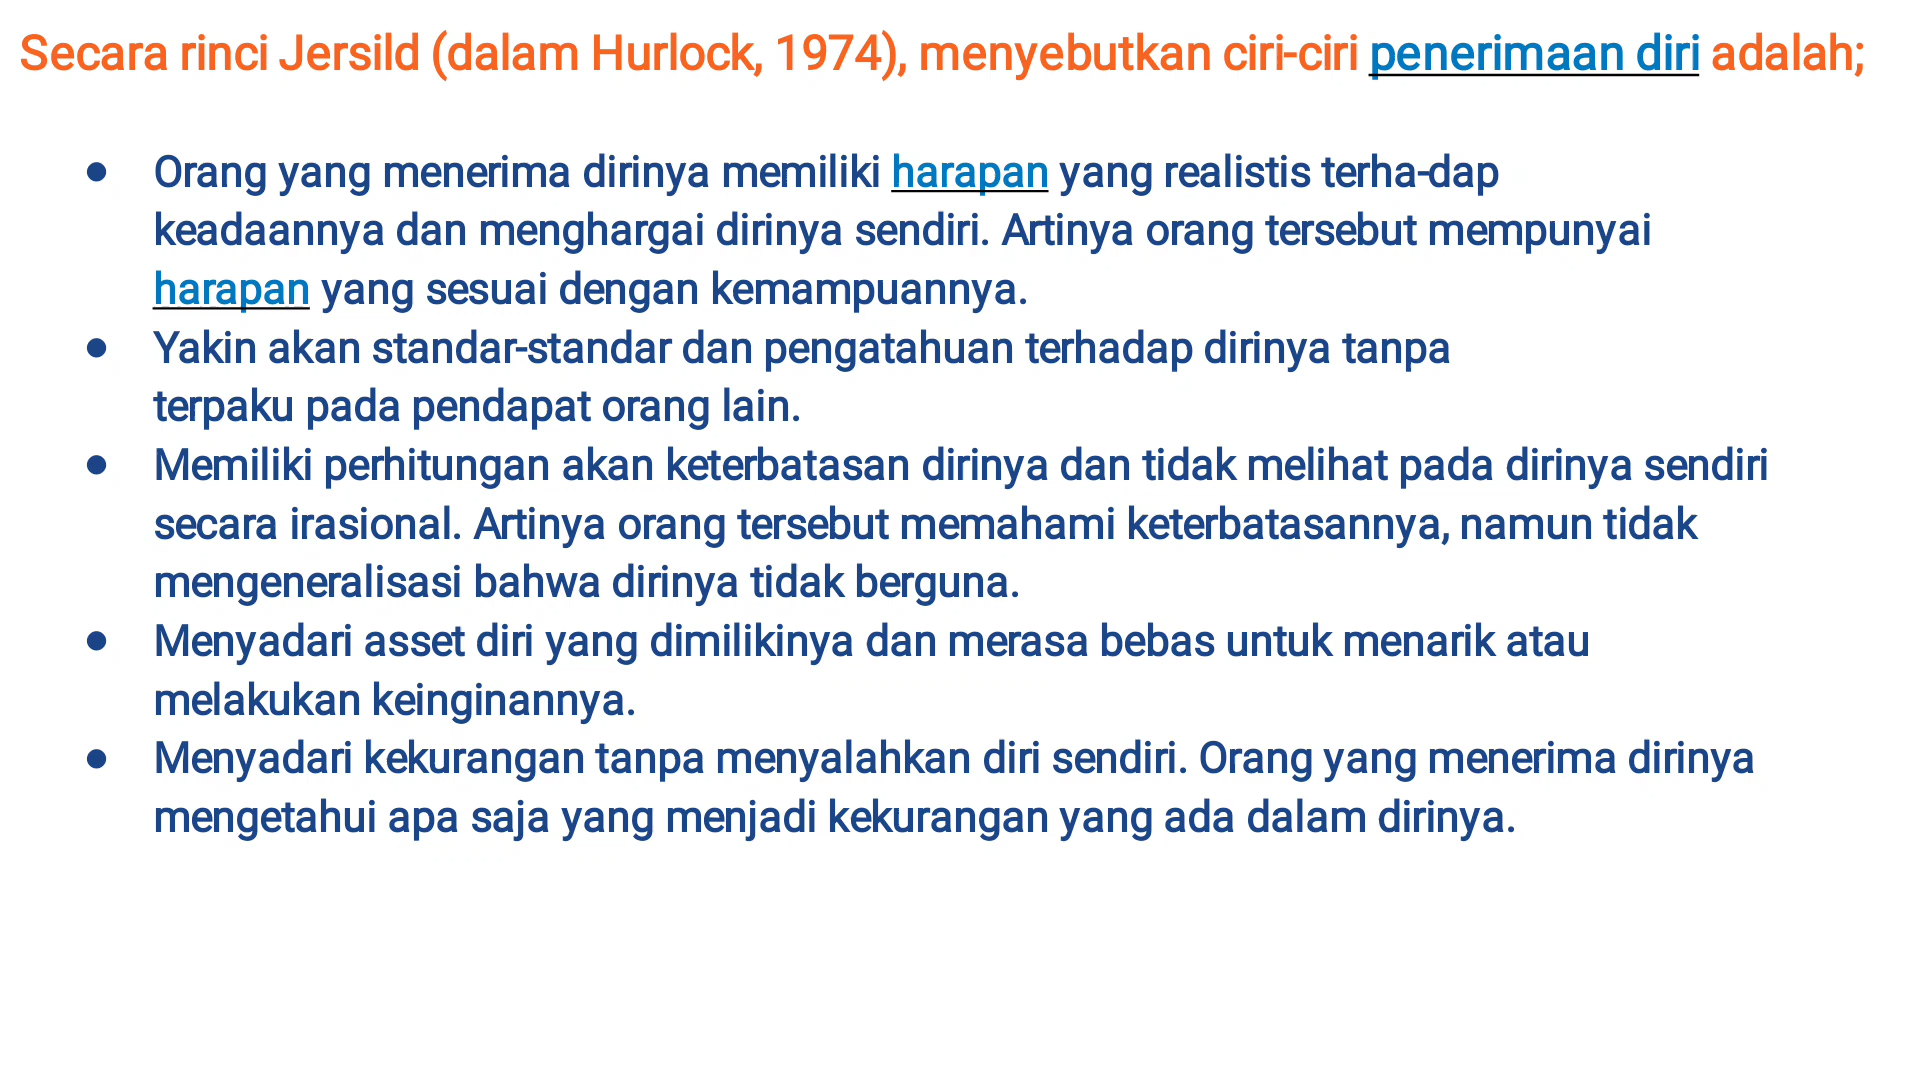 Secara rinci Jersild (dalam Hurlock, 1974), menyebutkan ciri-ciri penerimaan diri adalah;
● Orang yang menerima dirinya memiliki harapan yang realistis terha-dap
keadaannya dan menghargai dirinya sendiri. Artinya orang tersebut mempunyai
harapan yang sesuai dengan kemampuannya.
● Yakin akan standar-standar dan pengatahuan terhadap dirinya tanpa
terpaku pada pendapat orang lain.
● Memiliki perhitungan akan keterbatasan dirinya dan tidak melihat pada dirinya sendiri
secara irasional. Artinya orang tersebut memahami keterbatasannya, namun tidak
mengeneralisasi bahwa dirinya tidak berguna.
● Menyadari asset diri yang dimilikinya dan merasa bebas untuk menarik atau
melakukan keinginannya.
● Menyadari kekurangan tanpa menyalahkan diri sendiri. Orang yang menerima dirinya
mengetahui apa saja yang menjadi kekurangan yang ada dalam dirinya.